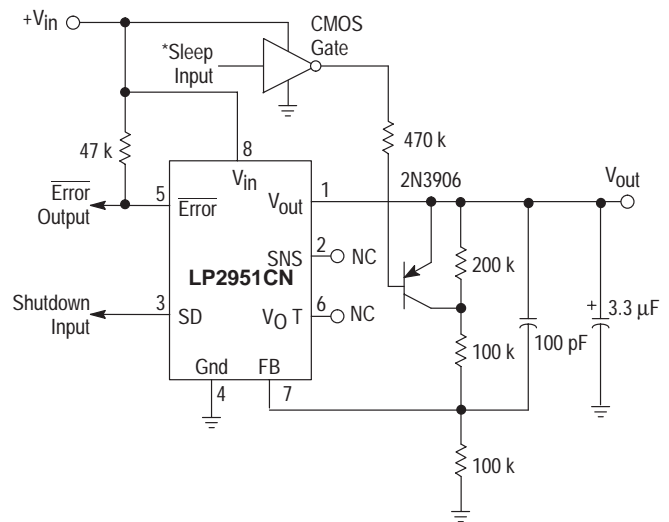 +Vin
CMOS
Gate
*Sleep
Input
470 k
47 k
8
Vin
2N3906
Vout
5
Error
1
Vout
Error
Output
SNS
2
NC
200 k
LP2951CN
Shutdown
Input
3
SD
6
NC
VO T
+
3.3 µF
100 k
100 pF
Gnd
FB
4
7
100 k